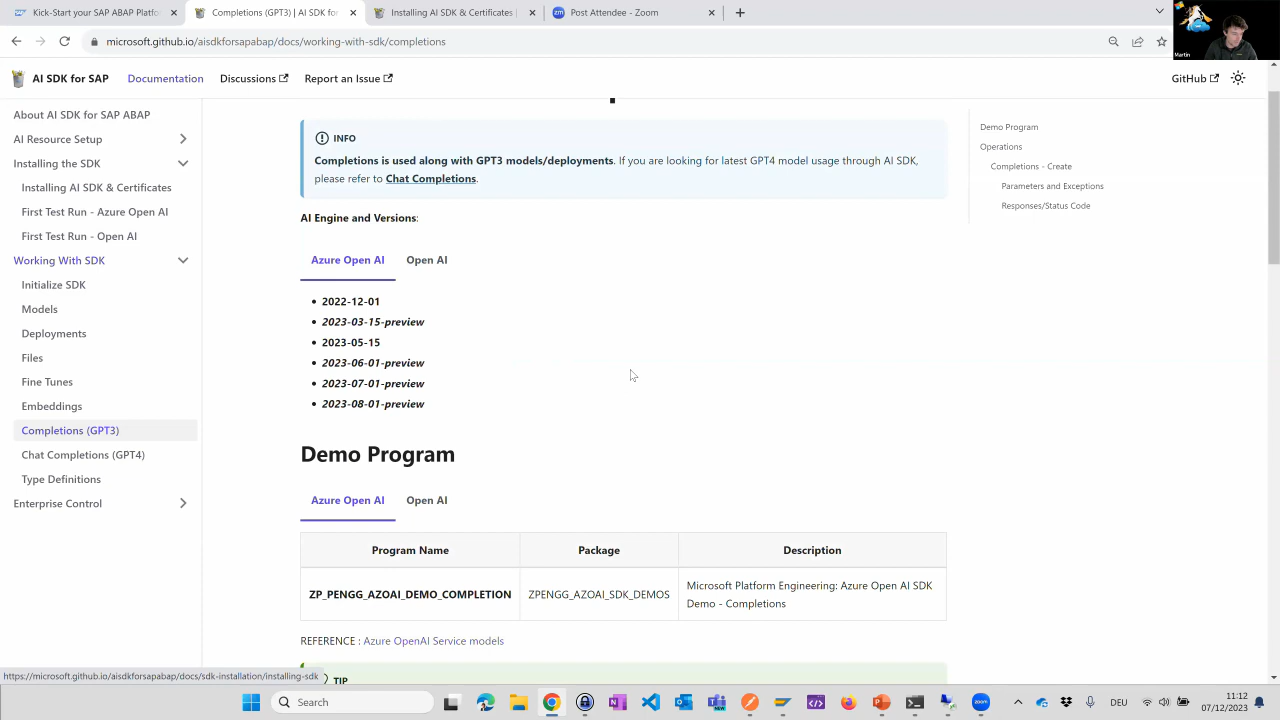 Kick-Start your SAP ABAP Platf
Completions (GPT3) | AI SDK for
Installing AI SDK & Certificates |
Post Attendee - Zoom
microsoft.github.io/aisdkforsapabap/docs/working-with-sdk/completions
Martin
AI SDK for SAP
Documentation
Discussions
Report an Issue
GitHub
About AI SDK for SAP ABAP
AI Resource Setup
Installing the SDK
Installing AI SDK & Certificates
First Test Run - Azure Open AI
First Test Run - Open AI
Working With SDK
Initialize SDK
Models
Deployments
Files
Fine Tunes
Embeddings
Completions (GPT3)
Chat Completions (GPT4)
Type Definitions
Enterprise Control
INFO
Completions is used along with GPT3 models/deployments. If you are looking for latest GPT4 model usage through AI SDK,
please refer to Chat Completions.
AI Engine and Versions:
Azure Open AI
Open AI
2022-12-01
2023-03-15-preview
2023-05-15
2023-06-01-preview
2023-07-01-preview
2023-08-01-preview
Demo Program
Azure Open AI
Open AI
Program Name
Package
Description
ZP_PENGG_AZOAI_DEMO_COMPLETION
ZPENGG_AZOAI_SDK_DEMOS
Microsoft Platform Engineering: Azure Open AI SDK
Demo - Completions
REFERENCE : Azure OpenAI Service models
TIP
Demo Program
Operations
Completions - Create
Parameters and Exceptions
Responses/Status Code
https://microsoft.github.io/aisdkforsapabap/docs/sdk-installation/installing-sdk
Search
DEU
11:12
07/12/2023